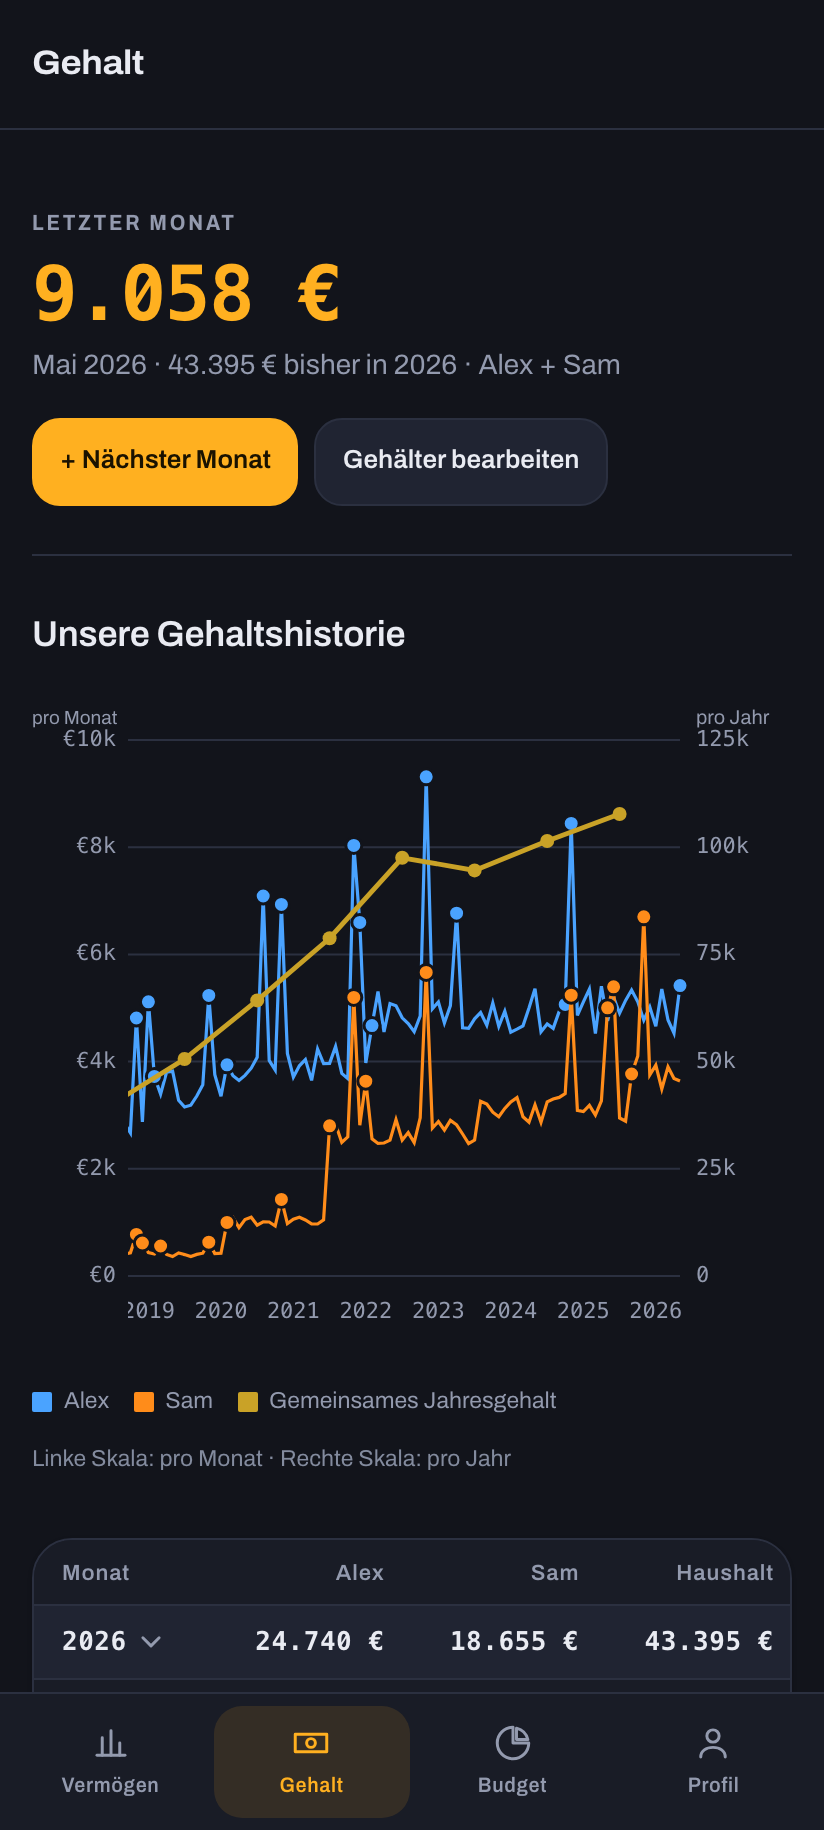 Gehalt
LETZTER MONAT
9.058 €
Mai 2026 · 43.395 € bisher in 2026 · Alex + Sam
+ Nächster Monat
Gehälter bearbeiten
Unsere Gehaltshistorie
pro Monat
pro Jahr
€10k
125k
€8k
100k
€6k
75k
€4k
50k
€2k
25k
€0
0
2019 2020 2021 2022 2023 2024 2025 2026
Alex Sam Gemeinsames Jahresgehalt
Linke Skala: pro Monat · Rechte Skala: pro Jahr
Monat Alex Sam Haushalt
2026 24.740 € 18.655 € 43.395 €
Vermögen Gehalt Budget Profil